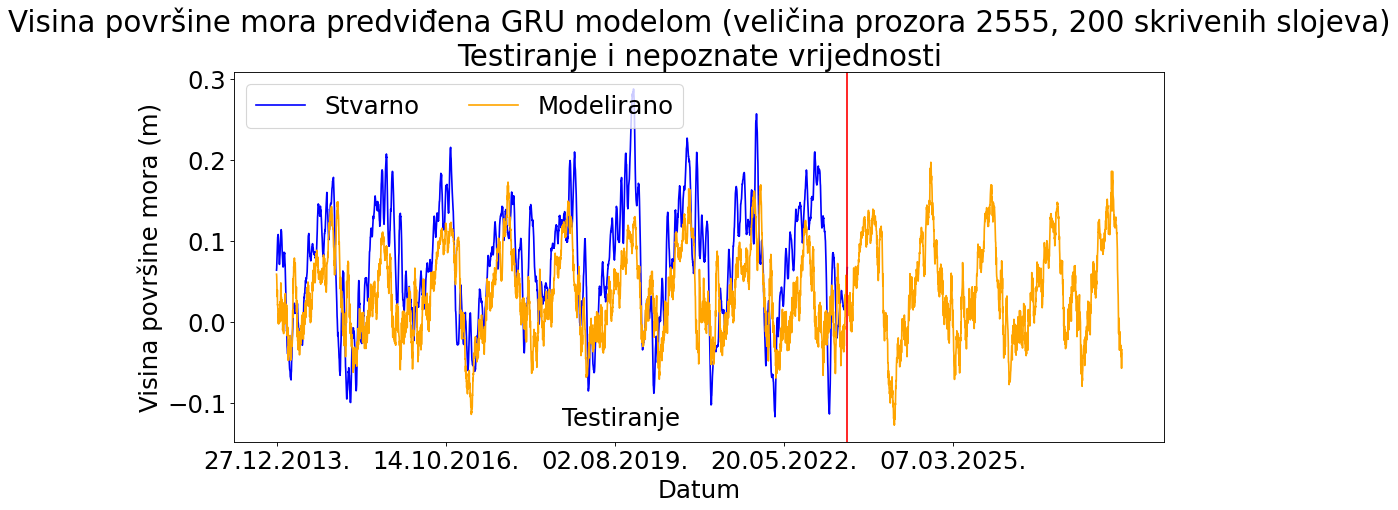 Visina površine mora predviđena GRU modelom (veličina prozora 2555, 200 skrivenih slojeva)
Testiranje i nepoznate vrijednosti
Stvarno
Modelirano
Visina površine mora (m)
0.3
0.2
0.1
0.0
−0.1
Testiranje
27.12.2013.
14.10.2016.
02.08.2019.
20.05.2022.
07.03.2025.
Datum